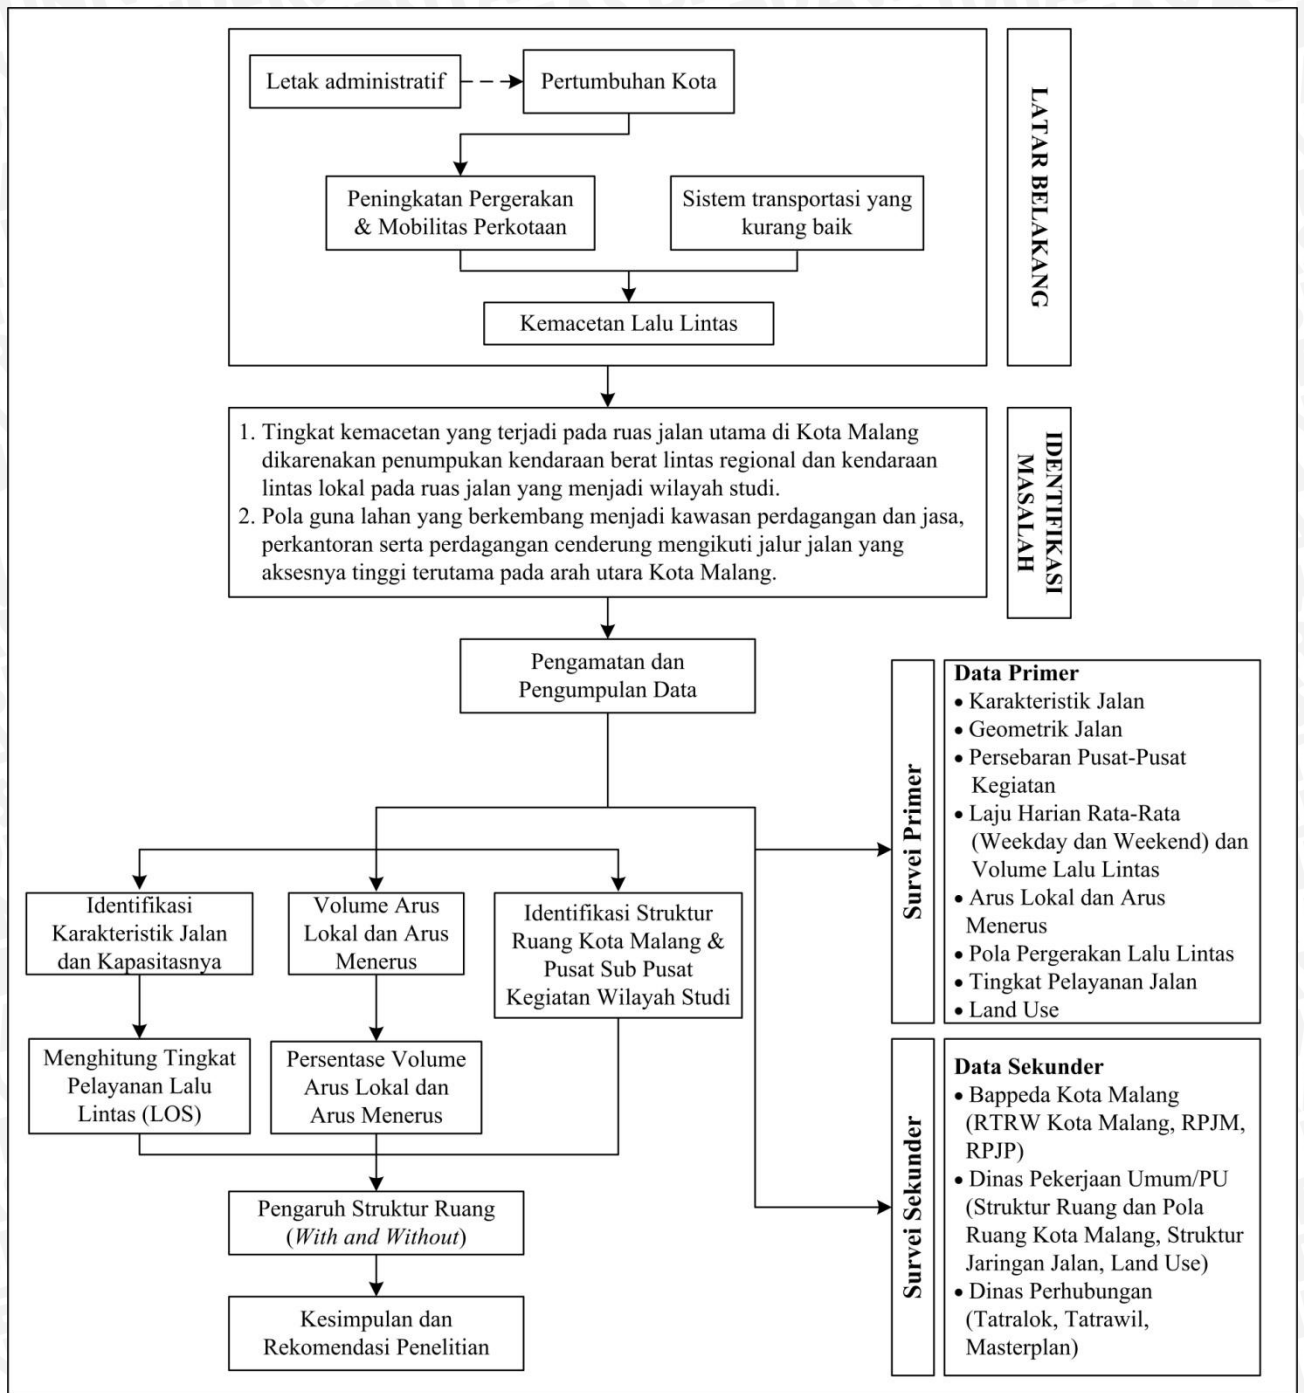 Letak administratif
Pertumbuhan Kota
Peningkatan Pergerakan
& Mobilitas Perkotaan
Sistem transportasi yang
kurang baik
Kemacetan Lalu Lintas
LATAR BELAKANG
1. Tingkat kemacetan yang terjadi pada ruas jalan utama di Kota Malang
dikarenakan penumpukan kendaraan berat lintas regional dan kendaraan
lintas lokal pada ruas jalan yang menjadi wilayah studi.
2. Pola guna lahan yang berkembang menjadi kawasan perdagangan dan jasa,
perkantoran serta perdagangan cenderung mengikuti jalur jalan yang
aksesnya tinggi terutama pada arah utara Kota Malang.
IDENTIFIKASI
MASALAH
Pengamatan dan
Pengumpulan Data
Identifikasi
Karakteristik Jalan
dan Kapasitasnya
Volume Arus
Lokal dan Arus
Menerus
Identifikasi Struktur
Ruang Kota Malang &
Pusat Sub Pusat
Kegiatan Wilayah Studi
Menghitung Tingkat
Pelayanan Lalu
Lintas (LOS)
Persentase Volume
Arus Lokal dan
Arus Menerus
Pengaruh Struktur Ruang
(With and Without)
Kesimpulan dan
Rekomendasi Penelitian
Survei Primer
Data Primer
• Karakteristik Jalan
• Geometrik Jalan
• Persebaran Pusat-Pusat
Kegiatan
• Laju Harian Rata-Rata
(Weekday dan Weekend) dan
Volume Lalu Lintas
• Arus Lokal dan Arus
Menerus
• Pola Pergerakan Lalu Lintas
• Tingkat Pelayanan Jalan
• Land Use
Survei Sekunder
Data Sekunder
• Bappeda Kota Malang
(RTRW Kota Malang, RPJM,
RPJP)
• Dinas Pekerjaan Umum/PU
(Struktur Ruang dan Pola
Ruang Kota Malang, Struktur
Jaringan Jalan, Land Use)
• Dinas Perhubungan
(Tatralok, Tatrawil,
Masterplan)